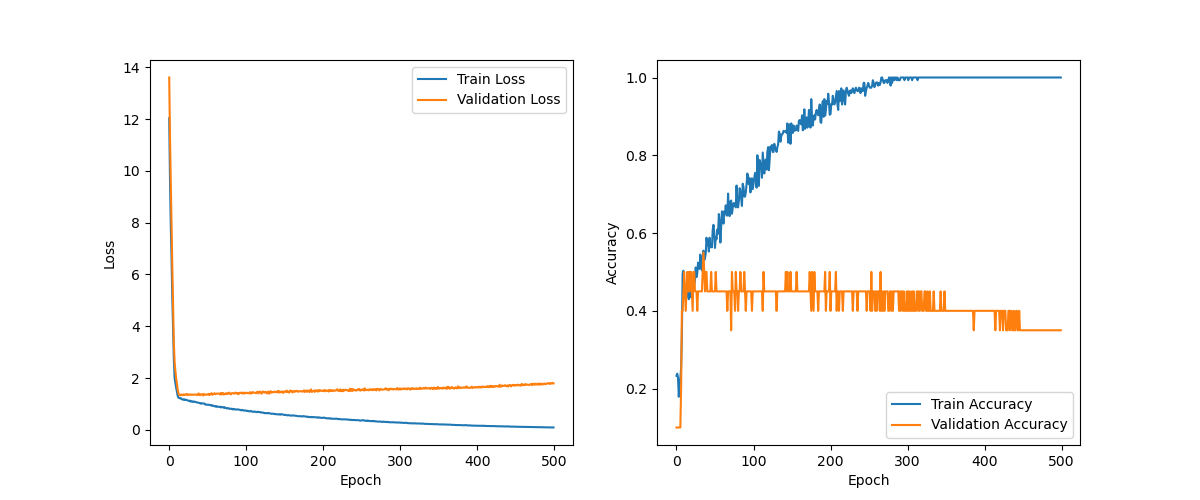 14
12
10
8
6
4
2
0
Loss
0 100 200 300 400 500
Epoch
Train Loss
Validation Loss
1.0
0.8
0.6
0.4
0.2
Accuracy
0 100 200 300 400 500
Epoch
Train Accuracy
Validation Accuracy